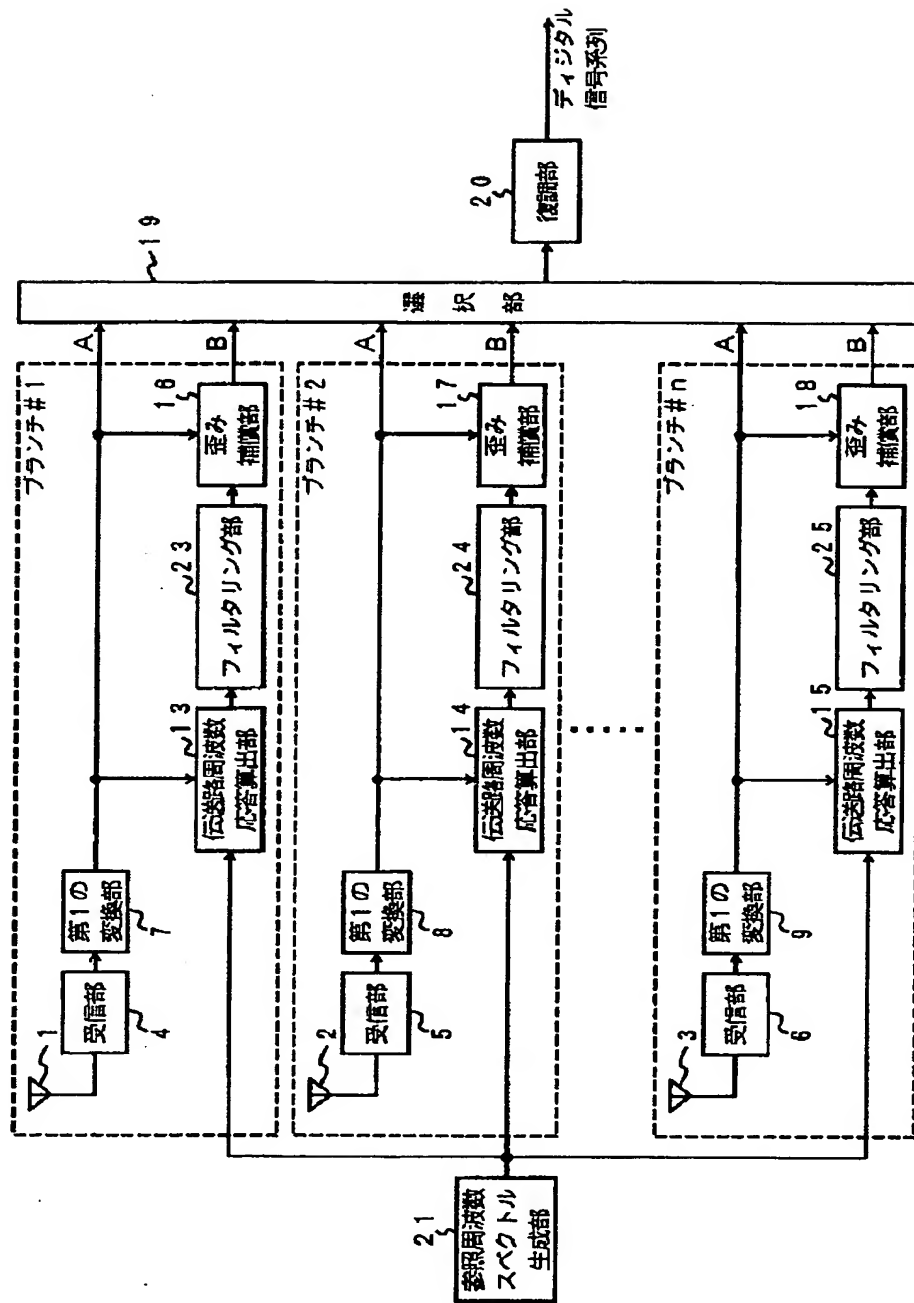 ブランチ#1
1
受信部
4
第1の
変換部
7
伝送路周波数
応答算出部
13
フィルタリング部
23
歪み
補償部
16
A
B
ブランチ#2
2
受信部
5
第1の
変換部
8
伝送路周波数
応答算出部
14
フィルタリング部
24
歪み
補償部
17
A
B
ブランチ#n
3
受信部
6
第1の
変換部
9
伝送路周波数
応答算出部
15
フィルタリング部
25
歪み
補償部
18
A
B
21
参照周波数
スペクトル
生成部
19
選択部
20
復調部
ディジタル
信号系列